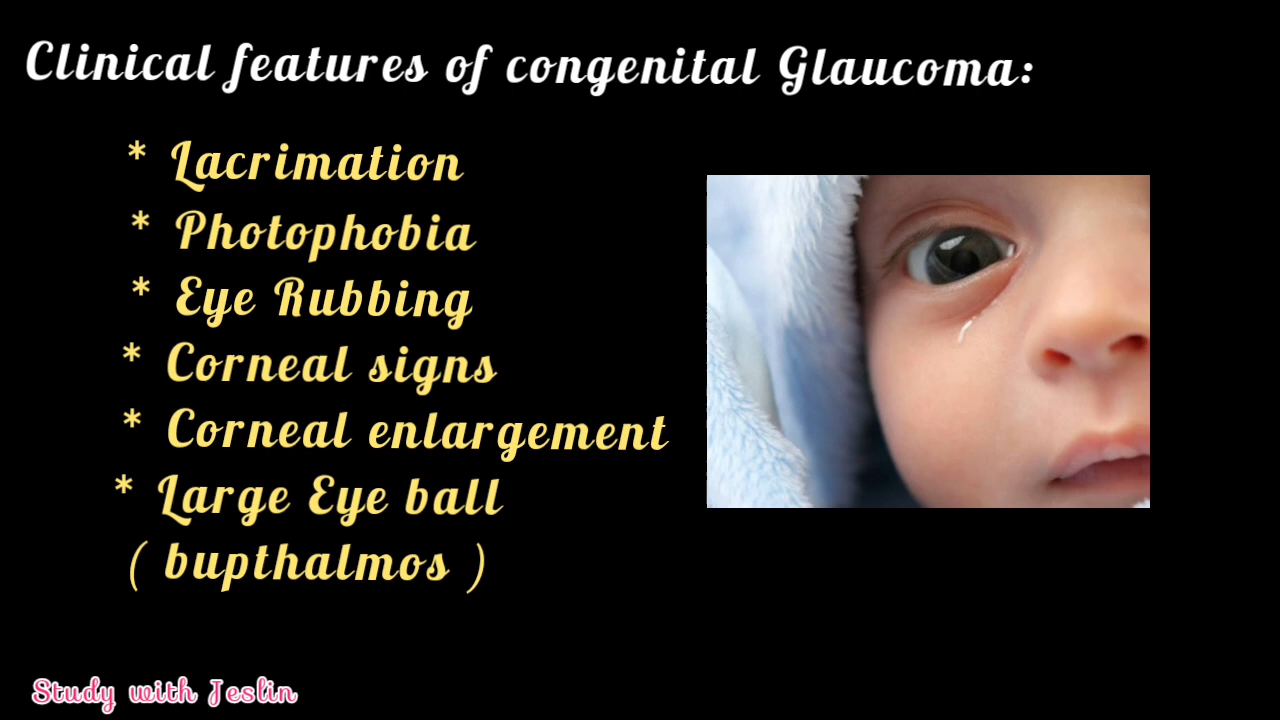 Clinical features of congenital Glaucoma:
* Lacrimation
* Photophobia
* Eye Rubbing
* Corneal signs
* Corneal enlargement
* Large Eye ball
( bupthalmos )
Study with Jeslin